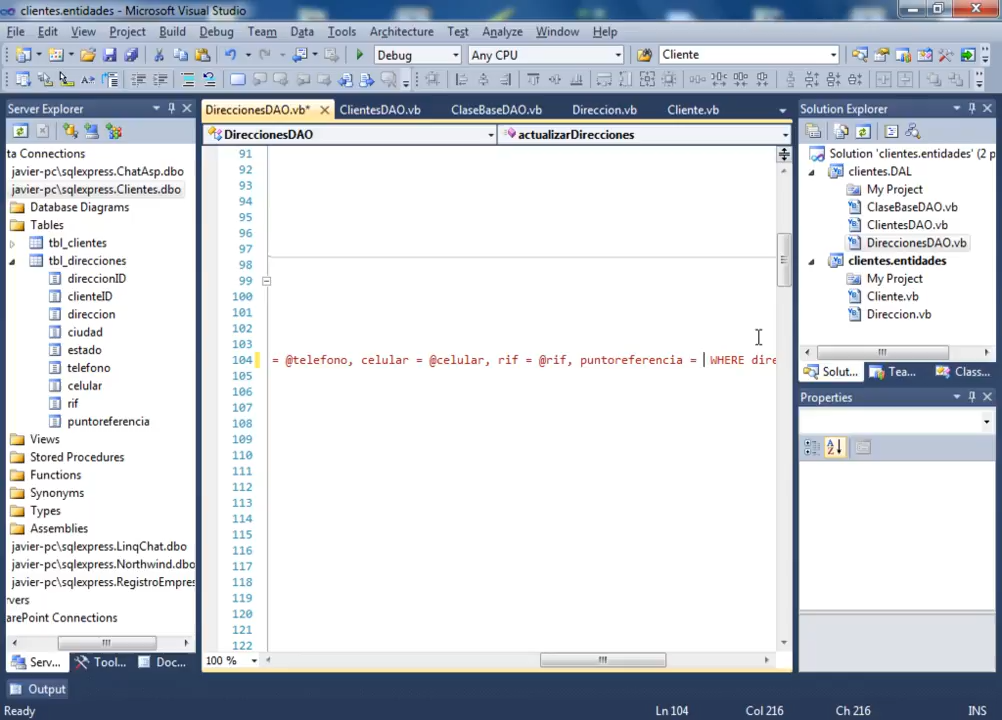 clientes.entidades - Microsoft Visual Studio
File Edit View Project Build Debug Team Data Tools Architecture Test Analyze Window Help
Debug Any CPU Cliente
Server Explorer
ta Connections
javier-pc\sqlexpress.ChatAsp.dbo
javier-pc\sqlexpress.Clientes.dbo
Database Diagrams
Tables
tbl_clientes
tbl_direcciones
direccionID
clienteID
direccion
ciudad
estado
telefono
celular
rif
puntoreferencia
Views
Stored Procedures
Functions
Synonyms
Types
Assemblies
javier-pc\sqlexpress.LinqChat.dbo
javier-pc\sqlexpress.Northwind.dbo
javier-pc\sqlexpress.RegistroEmpres
rvers
arePoint Connections
Serv... Tool... Doc...
DireccionesDAO.vb* ClientesDAO.vb ClaseBaseDAO.vb Direccion.vb Cliente.vb
DireccionesDAO actualizarDirecciones
91
92
93
94
95
96
97
98
99
100
101
102
103
104 = @telefono, celular = @celular, rif = @rif, puntoreferencia = WHERE dire
105
106
107
108
109
110
111
112
113
114
115
116
117
118
119
120
121
122
100 %
Solution Explorer
Solution 'clientes.entidades' (2 p
clientes.DAL
My Project
ClaseBaseDAO.vb
ClientesDAO.vb
DireccionesDAO.vb
clientes.entidades
My Project
Cliente.vb
Direccion.vb
Solut... Tea... Class...
Properties
Output
Ready Ln 104 Col 216 Ch 216 INS